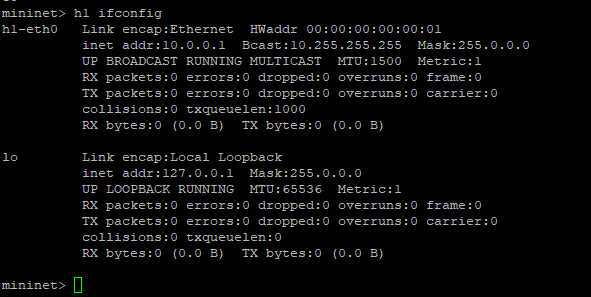 mininet> h1 ifconfig
h1-eth0   Link encap:Ethernet  HWaddr 00:00:00:00:00:01
          inet addr:10.0.0.1  Bcast:10.255.255.255  Mask:255.0.0.0
          UP BROADCAST RUNNING MULTICAST  MTU:1500  Metric:1
          RX packets:0 errors:0 dropped:0 overruns:0 frame:0
          TX packets:0 errors:0 dropped:0 overruns:0 carrier:0
          collisions:0 txqueuelen:1000
          RX bytes:0 (0.0 B)  TX bytes:0 (0.0 B)
lo        Link encap:Local Loopback
          inet addr:127.0.0.1  Mask:255.0.0.0
          UP LOOPBACK RUNNING  MTU:65536  Metric:1
          RX packets:0 errors:0 dropped:0 overruns:0 frame:0
          TX packets:0 errors:0 dropped:0 overruns:0 carrier:0
          collisions:0 txqueuelen:0
          RX bytes:0 (0.0 B)  TX bytes:0 (0.0 B)
mininet>